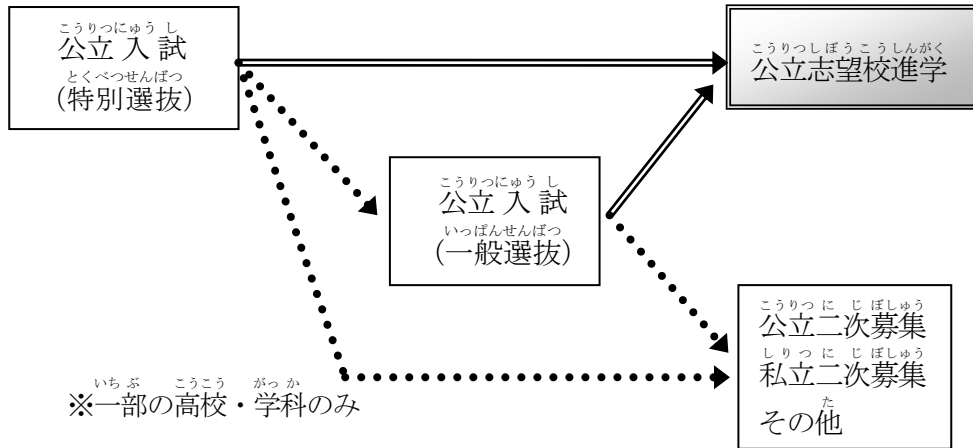 こうりつにゅうし
公立入試
とくべつせんばつ
(特別選抜)
こうりつしぼうこうしんがく
公立志望校進学
こうりつにゅうし
公立入試
いっぱんせんばつ
(一般選抜)
こうりつにじぼしゅう
公立二次募集
しりつにじぼしゅう
私立二次募集
た
その他
いちぶ こうこう がっか
※一部の高校・学科のみ